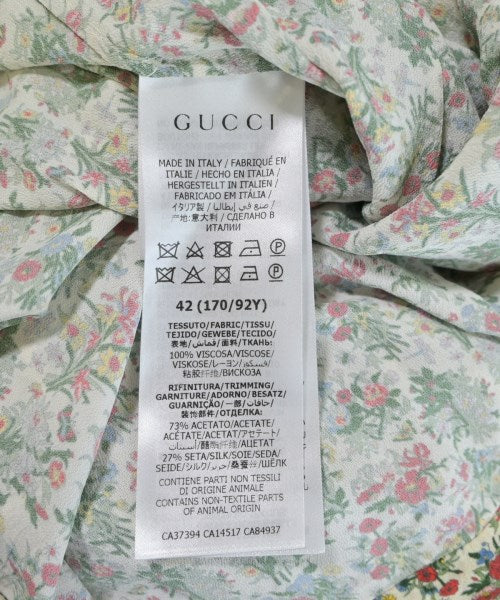 GUCCI
MADE IN ITALY / FABRIQUÉ EN
ITALIE / HECHO EN ITALIA /
HERGESTELLT IN ITALIEN /
FABRICADO EM ITÁLIA /
イタリア製 / صنع في إيطاليا /
产地:意大利 / СДЕЛАНО В
ИТАЛИИ
42 (170/92Y)
TESSUTO/FABRIC/TISSU/
TEJIDO/GEWEBE/TECIDO/
表地/قماش/面料/ТКАНЬ:
100% VISCOSA/VISCOSE/
VISKOSE/レーヨン/فسكوز/
粘胶纤维/ВИСКОЗА
RIFINITURA/TRIMMING/
GARNITURE/ADORNO/BESATZ/
GUARNIÇÃO/一部/حافات/
装饰部件/ОТДЕЛКА:
73% ACETATO/ACETATE/
ACÉTATE/ACETAT/アセテート/
أسيتات/醋酯纤维/АЦЕТАТ
27% SETA/SILK/SOIE/SEDA/
SEIDE/シルク/حرير/桑蚕丝/ШЁЛК
CONTIENE PARTI NON TESSILI
DI ORIGINE ANIMALE
CONTAINS NON-TEXTILE PARTS
OF ANIMAL ORIGIN
CA37394 CA14517 CA84937